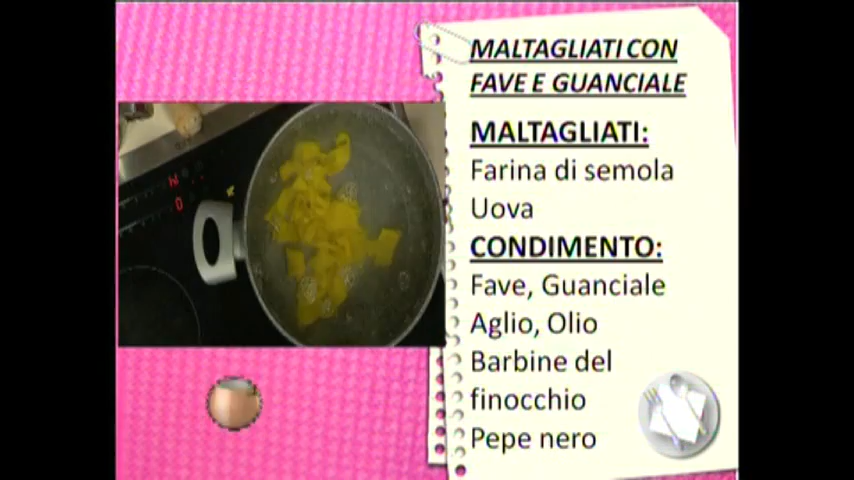 MALTAGLIATI CON
FAVE E GUANCIALE
MALTAGLIATI:
Farina di semola
Uova
CONDIMENTO:
Fave, Guanciale
Aglio, Olio
Barbine del
finocchio
Pepe nero